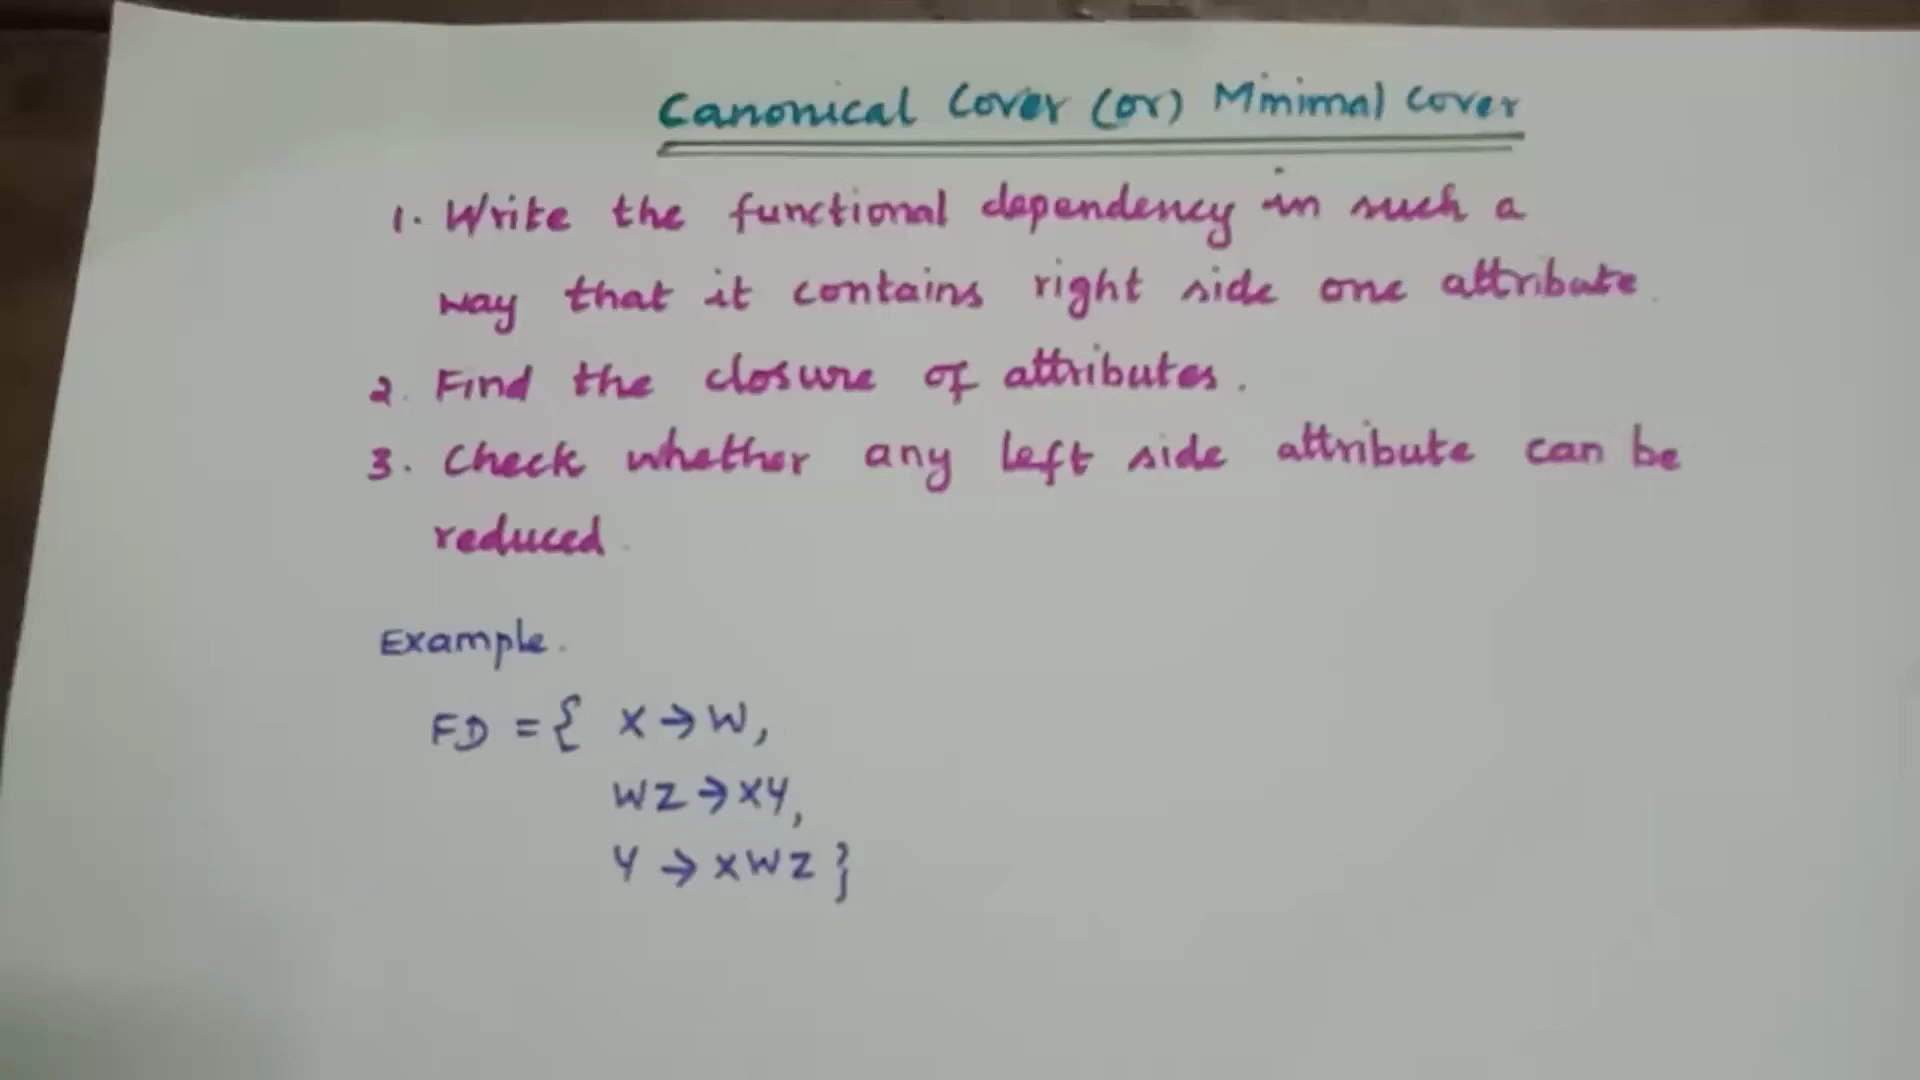 Canonical Cover (or) Minimal cover
1. Write the functional dependency in such a
way that it contains right side one attribute
2. Find the closure of attributes.
3. Check whether any left side attribute can be
reduced.
Example.
FD = { X → W,
WZ → XY,
Y → XWZ }